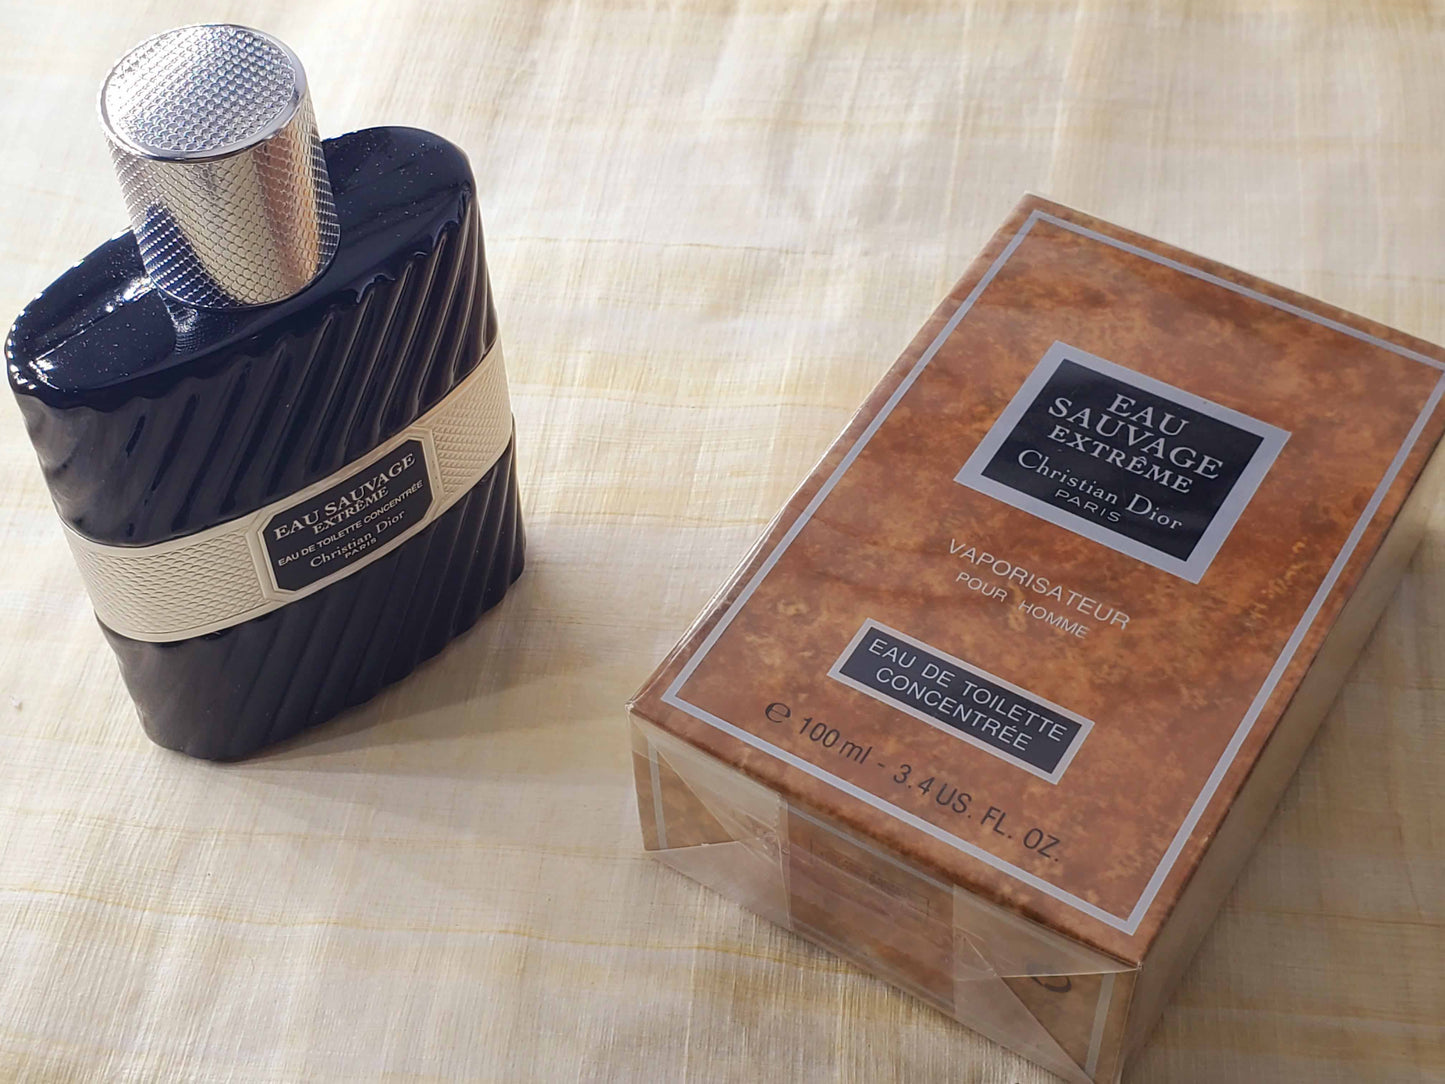 EAU SAUVAGE
EXTRÊME
EAU DE TOILETTE CONCENTRÉE
Christian Dior
PARIS
EAU
SAUVAGE
EXTRÊME
Christian Dior
PARIS
VAPORISATEUR
POUR HOMME
EAU DE TOILETTE
CONCENTRÉE
℮ 100 ml - 3.4 US. FL. OZ.